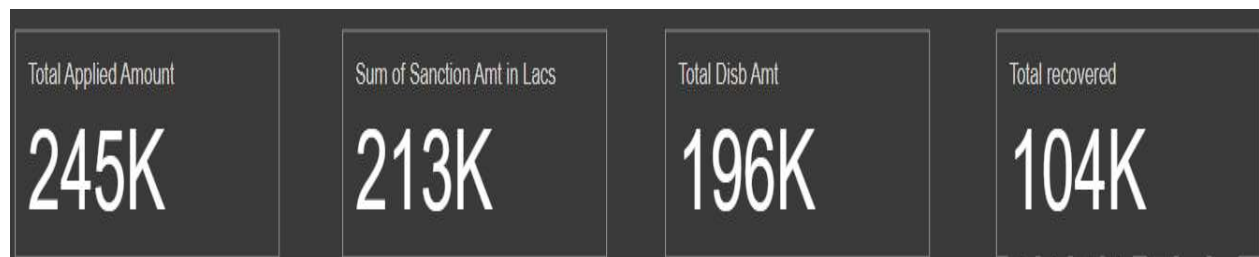 Total Applied Amount
245K
Sum of Sanction Amt in Lacs
213K
Total Disb Amt
196K
Total recovered
104K